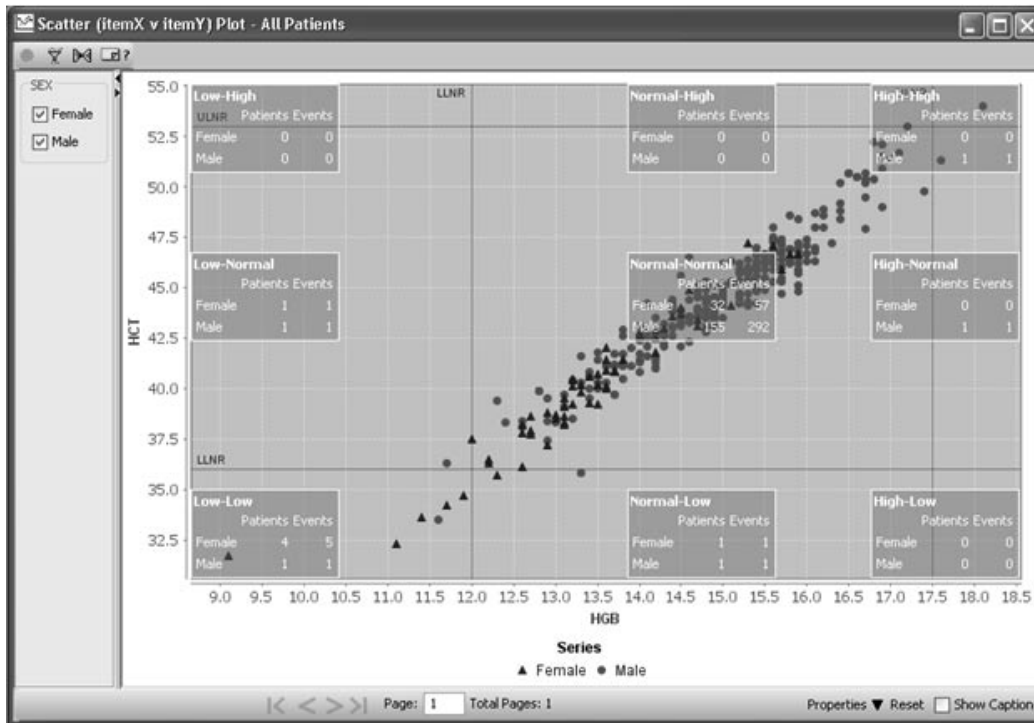 Scatter (itemX v itemY) Plot - All Patients
?
SEX
Female
Male
HCT
55.0
52.5
50.0
47.5
45.0
42.5
40.0
37.5
35.0
32.5
LLNR
ULNR
LLNR
Low-High
Patients Events
Female 0 0
Male 0 0
Normal-High
Patients Events
Female 0 0
Male 0 0
High-High
Patients Events
Female 0 0
Male 1 1
Low-Normal
Patients Events
Female 1 1
Male 1 1
Normal-Normal
Patients Events
Female 32 57
Male 155 292
High-Normal
Patients Events
Female 0 0
Male 1 1
Low-Low
Patients Events
Female 4 5
Male 1 1
Normal-Low
Patients Events
Female 1 1
Male 1 1
High-Low
Patients Events
Female 0 0
Male 0 0
9.0 9.5 10.0 10.5 11.0 11.5 12.0 12.5 13.0 13.5 14.0 14.5 15.0 15.5 16.0 16.5 17.0 17.5 18.0 18.5
HGB
Series
Female Male
Page: 1 Total Pages: 1 Properties Reset Show Caption